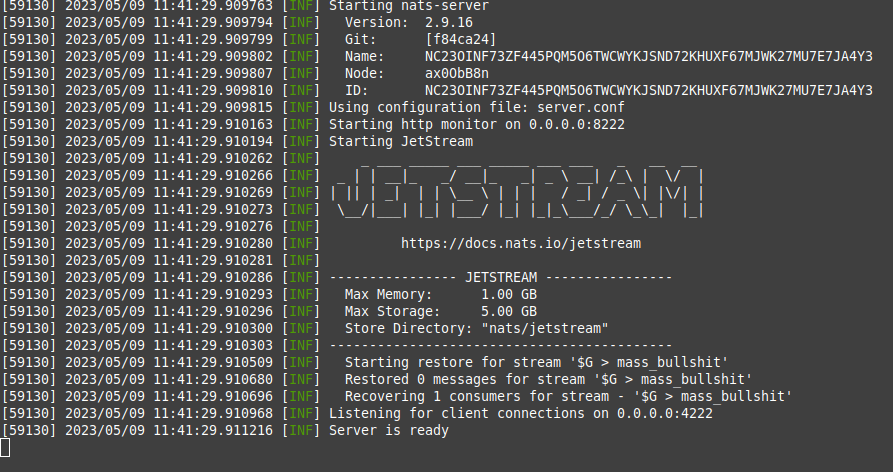 [59130] 2023/05/09 11:41:29.909763 [INF] Starting nats-server
[59130] 2023/05/09 11:41:29.909794 [INF]   Version:  2.9.16
[59130] 2023/05/09 11:41:29.909799 [INF]   Git:      [f84ca24]
[59130] 2023/05/09 11:41:29.909802 [INF]   Name:     NC23OINF73ZF445PQM5O6TWCWYKJSND72KHUXF67MJWK27MU7E7JA4Y3
[59130] 2023/05/09 11:41:29.909807 [INF]   Node:     ax0ObB8n
[59130] 2023/05/09 11:41:29.909810 [INF]   ID:       NC23OINF73ZF445PQM5O6TWCWYKJSND72KHUXF67MJWK27MU7E7JA4Y3
[59130] 2023/05/09 11:41:29.909815 [INF] Using configuration file: server.conf
[59130] 2023/05/09 11:41:29.910163 [INF] Starting http monitor on 0.0.0.0:8222
[59130] 2023/05/09 11:41:29.910194 [INF] Starting JetStream
[59130] 2023/05/09 11:41:29.910262 [INF]     _ ___ _____ ___ _____ ___ ___   _   __  __
[59130] 2023/05/09 11:41:29.910266 [INF]  _ | | __|_   _/ __|_   _| _ \ __| /_\ |  \/  |
[59130] 2023/05/09 11:41:29.910269 [INF] | || | _|  | | \__ \ | | |   / _| / _ \| |\/| |
[59130] 2023/05/09 11:41:29.910273 [INF]  \__/|___| |_| |___/ |_| |_|_\___/_/ \_\_|  |_|
[59130] 2023/05/09 11:41:29.910276 [INF]
[59130] 2023/05/09 11:41:29.910280 [INF]          https://docs.nats.io/jetstream
[59130] 2023/05/09 11:41:29.910281 [INF]
[59130] 2023/05/09 11:41:29.910286 [INF] ---------------- JETSTREAM ----------------
[59130] 2023/05/09 11:41:29.910293 [INF]   Max Memory:      1.00 GB
[59130] 2023/05/09 11:41:29.910296 [INF]   Max Storage:     5.00 GB
[59130] 2023/05/09 11:41:29.910300 [INF]   Store Directory: "nats/jetstream"
[59130] 2023/05/09 11:41:29.910303 [INF] -------------------------------------------
[59130] 2023/05/09 11:41:29.910509 [INF]   Starting restore for stream '$G > mass_bullshit'
[59130] 2023/05/09 11:41:29.910680 [INF]   Restored 0 messages for stream '$G > mass_bullshit'
[59130] 2023/05/09 11:41:29.910696 [INF]   Recovering 1 consumers for stream - '$G > mass_bullshit'
[59130] 2023/05/09 11:41:29.910968 [INF] Listening for client connections on 0.0.0.0:4222
[59130] 2023/05/09 11:41:29.911216 [INF] Server is ready